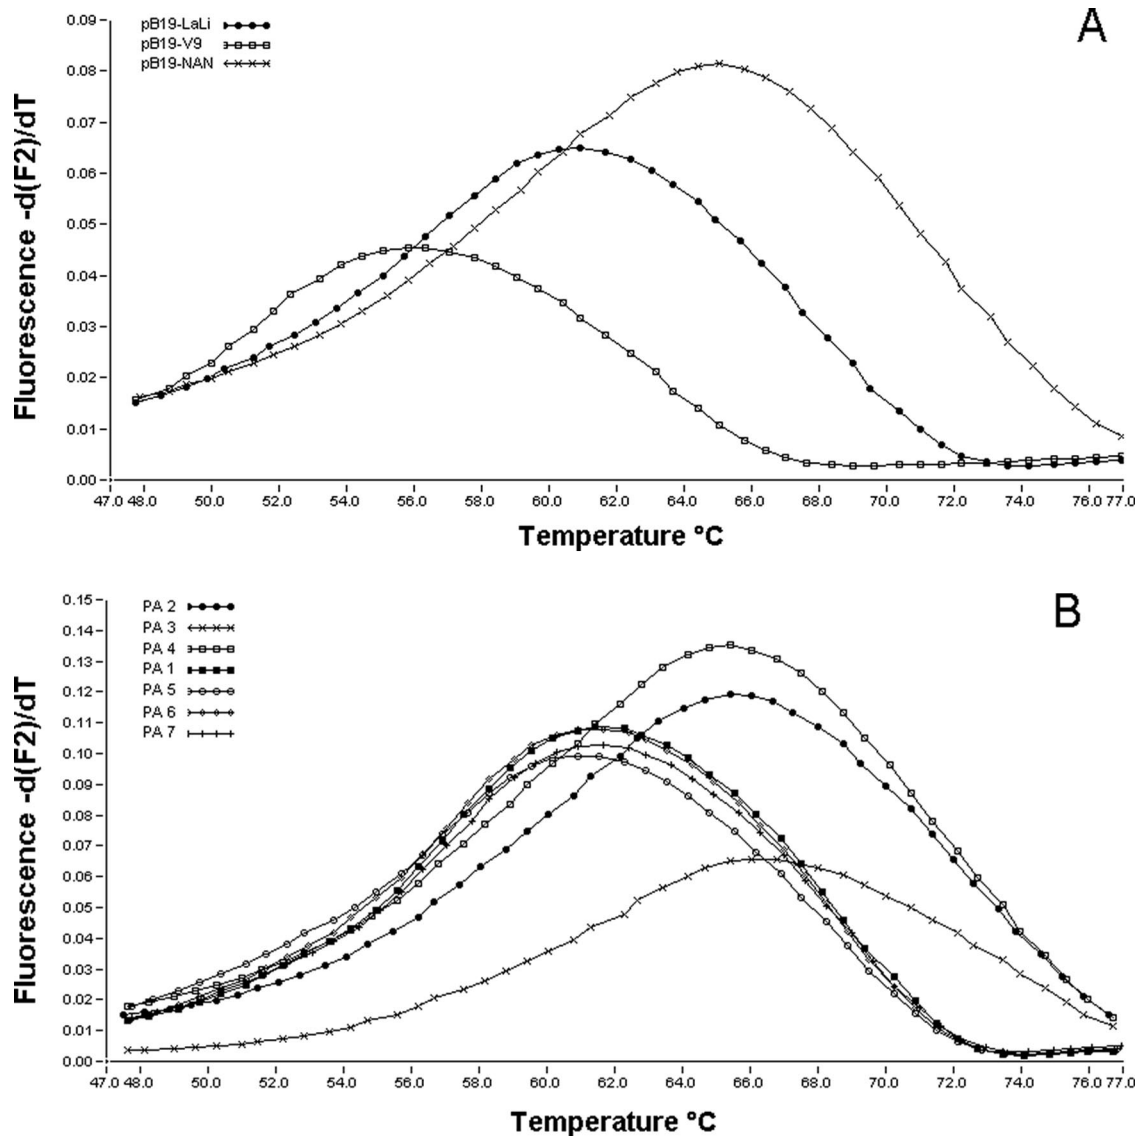 A
pB19-LaLi
pB19-V9
pB19-NAN
0.09
0.08
0.07
0.06
0.05
0.04
0.03
0.02
0.01
0.00
Fluorescence -d(F2)/dT
47.0 48.0 50.0 52.0 54.0 56.0 58.0 60.0 62.0 64.0 66.0 68.0 70.0 72.0 74.0 76.0 77.0
Temperature °C
B
PA 2
PA 3
PA 4
PA 1
PA 5
PA 6
PA 7
0.15
0.14
0.13
0.12
0.11
0.10
0.09
0.08
0.07
0.06
0.05
0.04
0.03
0.02
0.01
0.00
Fluorescence -d(F2)/dT
47.0 48.0 50.0 52.0 54.0 56.0 58.0 60.0 62.0 64.0 66.0 68.0 70.0 72.0 74.0 76.0 77.0
Temperature °C